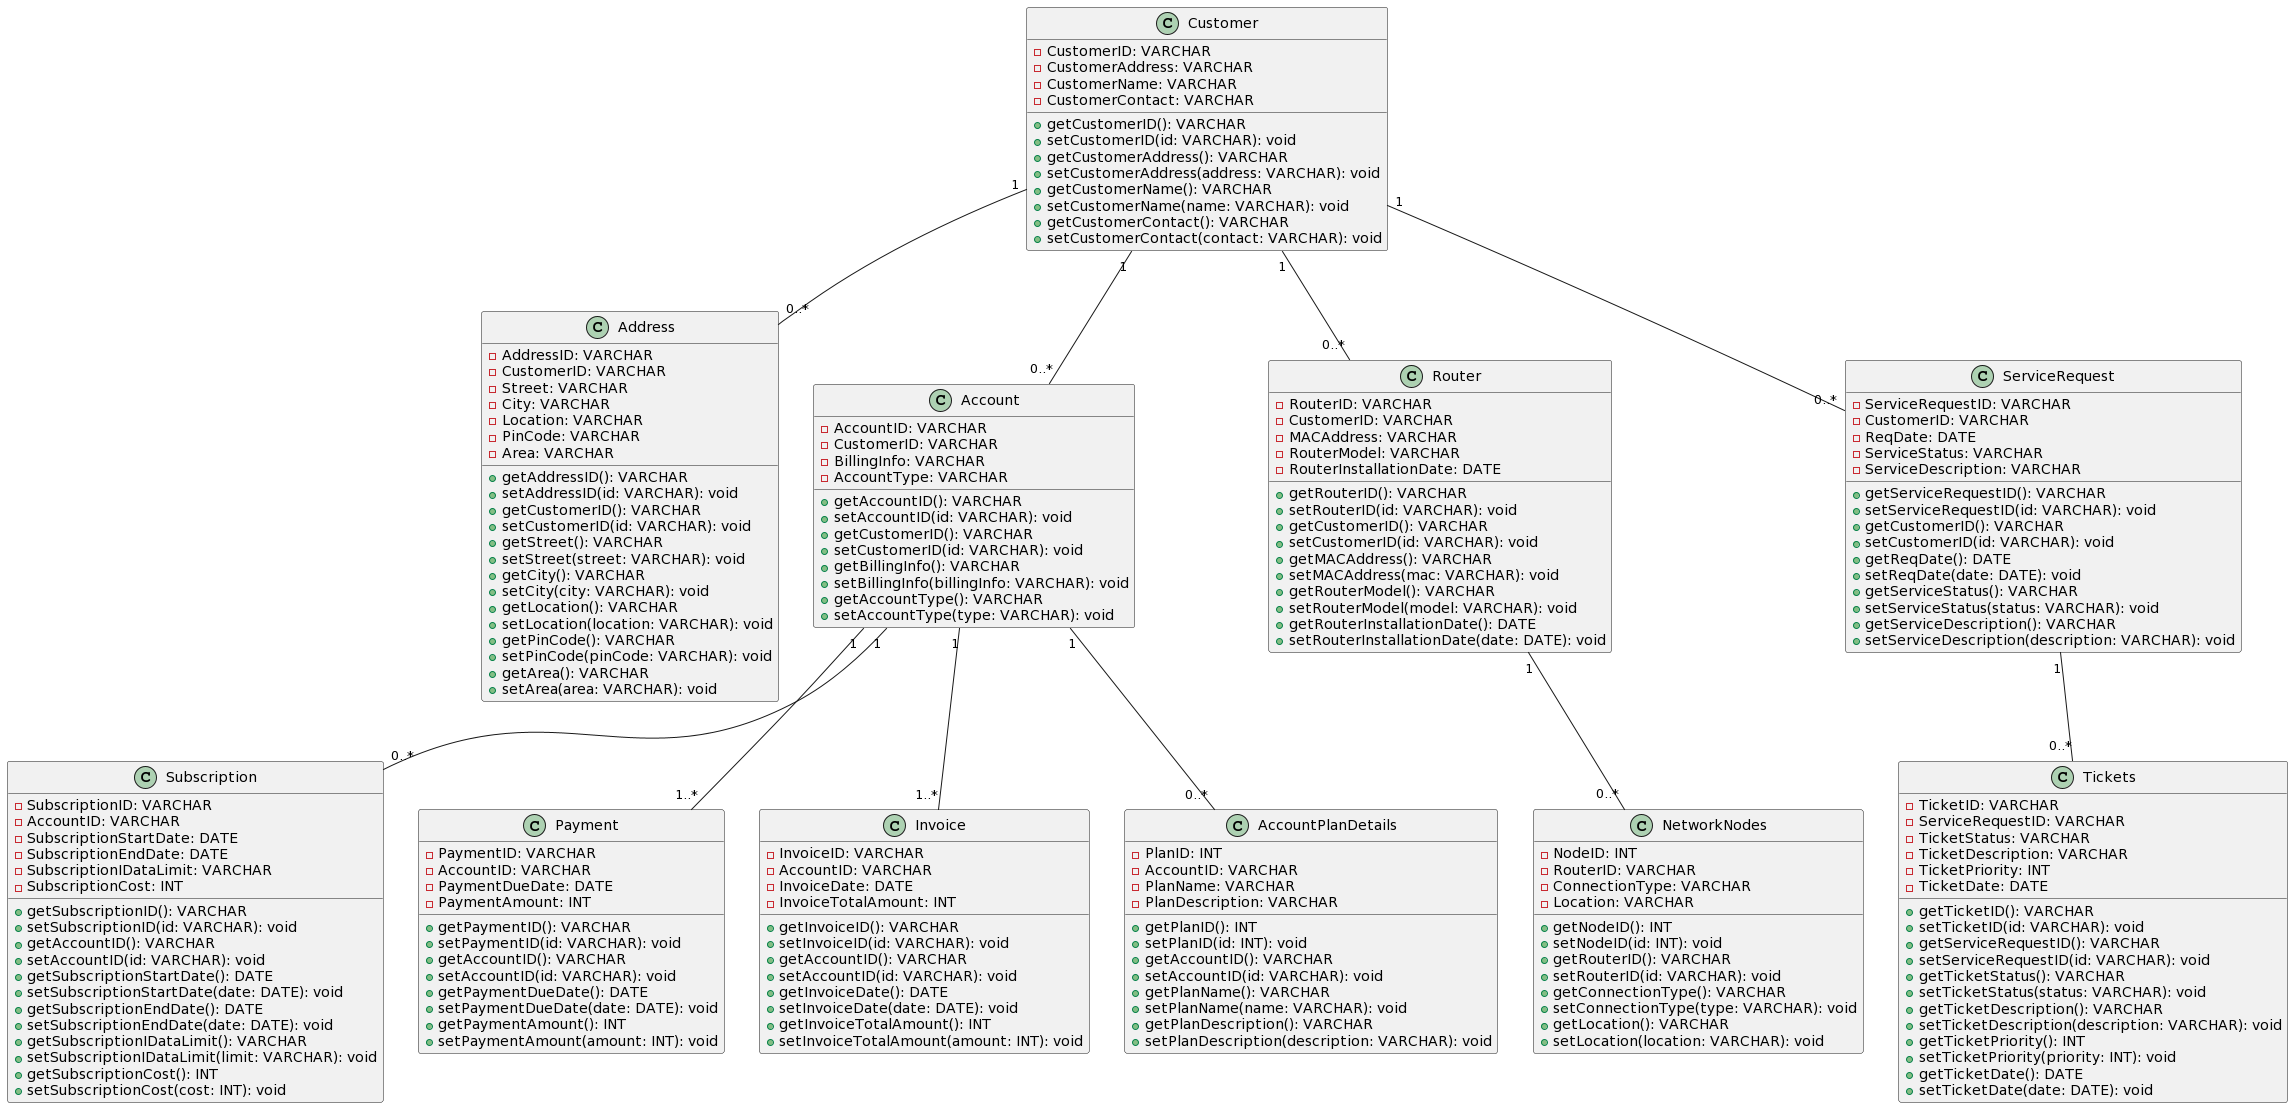 Customer
CustomerID: VARCHAR
CustomerAddress: VARCHAR
CustomerName: VARCHAR
CustomerContact: VARCHAR
getCustomerID(): VARCHAR
setCustomerID(id: VARCHAR): void
getCustomerAddress(): VARCHAR
setCustomerAddress(address: VARCHAR): void
getCustomerName(): VARCHAR
setCustomerName(name: VARCHAR): void
getCustomerContact(): VARCHAR
setCustomerContact(contact: VARCHAR): void
1
1
1
1
0..*
0..*
0..*
0..*
Address
AddressID: VARCHAR
CustomerID: VARCHAR
Street: VARCHAR
City: VARCHAR
Location: VARCHAR
PinCode: VARCHAR
Area: VARCHAR
getAddressID(): VARCHAR
setAddressID(id: VARCHAR): void
getCustomerID(): VARCHAR
setCustomerID(id: VARCHAR): void
getStreet(): VARCHAR
setStreet(street: VARCHAR): void
getCity(): VARCHAR
setCity(city: VARCHAR): void
getLocation(): VARCHAR
setLocation(location: VARCHAR): void
getPinCode(): VARCHAR
setPinCode(pinCode: VARCHAR): void
getArea(): VARCHAR
setArea(area: VARCHAR): void
Account
AccountID: VARCHAR
CustomerID: VARCHAR
BillingInfo: VARCHAR
AccountType: VARCHAR
getAccountID(): VARCHAR
setAccountID(id: VARCHAR): void
getCustomerID(): VARCHAR
setCustomerID(id: VARCHAR): void
getBillingInfo(): VARCHAR
setBillingInfo(billingInfo: VARCHAR): void
getAccountType(): VARCHAR
setAccountType(type: VARCHAR): void
Router
RouterID: VARCHAR
CustomerID: VARCHAR
MACAddress: VARCHAR
RouterModel: VARCHAR
RouterInstallationDate: DATE
getRouterID(): VARCHAR
setRouterID(id: VARCHAR): void
getCustomerID(): VARCHAR
setCustomerID(id: VARCHAR): void
getMACAddress(): VARCHAR
setMACAddress(mac: VARCHAR): void
getRouterModel(): VARCHAR
setRouterModel(model: VARCHAR): void
getRouterInstallationDate(): DATE
setRouterInstallationDate(date: DATE): void
ServiceRequest
ServiceRequestID: VARCHAR
CustomerID: VARCHAR
ReqDate: DATE
ServiceStatus: VARCHAR
ServiceDescription: VARCHAR
getServiceRequestID(): VARCHAR
setServiceRequestID(id: VARCHAR): void
getCustomerID(): VARCHAR
setCustomerID(id: VARCHAR): void
getReqDate(): DATE
setReqDate(date: DATE): void
getServiceStatus(): VARCHAR
setServiceStatus(status: VARCHAR): void
getServiceDescription(): VARCHAR
setServiceDescription(description: VARCHAR): void
1
1
1
1
1
1
0..*
1..*
1..*
0..*
0..*
0..*
Subscription
SubscriptionID: VARCHAR
AccountID: VARCHAR
SubscriptionStartDate: DATE
SubscriptionEndDate: DATE
SubscriptionIDataLimit: VARCHAR
SubscriptionCost: INT
getSubscriptionID(): VARCHAR
setSubscriptionID(id: VARCHAR): void
getAccountID(): VARCHAR
setAccountID(id: VARCHAR): void
getSubscriptionStartDate(): DATE
setSubscriptionStartDate(date: DATE): void
getSubscriptionEndDate(): DATE
setSubscriptionEndDate(date: DATE): void
getSubscriptionIDataLimit(): VARCHAR
setSubscriptionIDataLimit(limit: VARCHAR): void
getSubscriptionCost(): INT
setSubscriptionCost(cost: INT): void
Payment
PaymentID: VARCHAR
AccountID: VARCHAR
PaymentDueDate: DATE
PaymentAmount: INT
getPaymentID(): VARCHAR
setPaymentID(id: VARCHAR): void
getAccountID(): VARCHAR
setAccountID(id: VARCHAR): void
getPaymentDueDate(): DATE
setPaymentDueDate(date: DATE): void
getPaymentAmount(): INT
setPaymentAmount(amount: INT): void
Invoice
InvoiceID: VARCHAR
AccountID: VARCHAR
InvoiceDate: DATE
InvoiceTotalAmount: INT
getInvoiceID(): VARCHAR
setInvoiceID(id: VARCHAR): void
getAccountID(): VARCHAR
setAccountID(id: VARCHAR): void
getInvoiceDate(): DATE
setInvoiceDate(date: DATE): void
getInvoiceTotalAmount(): INT
setInvoiceTotalAmount(amount: INT): void
AccountPlanDetails
PlanID: INT
AccountID: VARCHAR
PlanName: VARCHAR
PlanDescription: VARCHAR
getPlanID(): INT
setPlanID(id: INT): void
getAccountID(): VARCHAR
setAccountID(id: VARCHAR): void
getPlanName(): VARCHAR
setPlanName(name: VARCHAR): void
getPlanDescription(): VARCHAR
setPlanDescription(description: VARCHAR): void
NetworkNodes
NodeID: INT
RouterID: VARCHAR
ConnectionType: VARCHAR
Location: VARCHAR
getNodeID(): INT
setNodeID(id: INT): void
getRouterID(): VARCHAR
setRouterID(id: VARCHAR): void
getConnectionType(): VARCHAR
setConnectionType(type: VARCHAR): void
getLocation(): VARCHAR
setLocation(location: VARCHAR): void
Tickets
TicketID: VARCHAR
ServiceRequestID: VARCHAR
TicketStatus: VARCHAR
TicketDescription: VARCHAR
TicketPriority: INT
TicketDate: DATE
getTicketID(): VARCHAR
setTicketID(id: VARCHAR): void
getServiceRequestID(): VARCHAR
setServiceRequestID(id: VARCHAR): void
getTicketStatus(): VARCHAR
setTicketStatus(status: VARCHAR): void
getTicketDescription(): VARCHAR
setTicketDescription(description: VARCHAR): void
getTicketPriority(): INT
setTicketPriority(priority: INT): void
getTicketDate(): DATE
setTicketDate(date: DATE): void